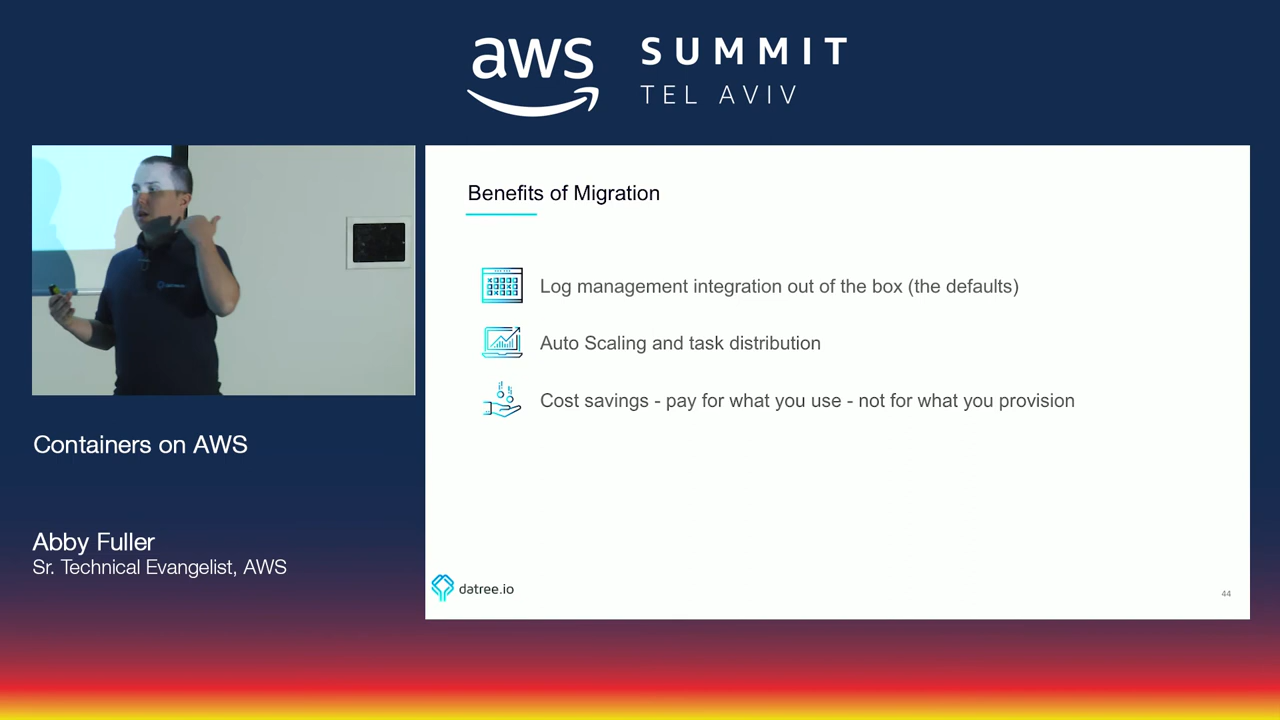 aws
SUMMIT
TEL AVIV
Benefits of Migration
Log management integration out of the box (the defaults)
Auto Scaling and task distribution
Cost savings - pay for what you use - not for what you provision
Containers on AWS
Abby Fuller
Sr. Technical Evangelist, AWS
datree.io
44